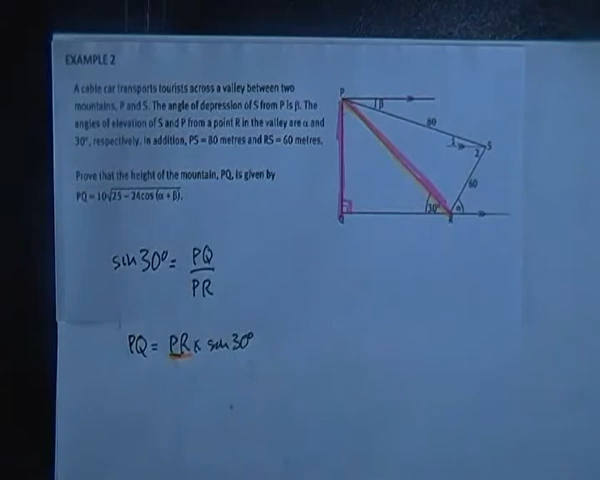 EXAMPLE 2
A cable car transports tourists across a valley between two
mountains, P and S. The angle of depression of S from P is β. The
angles of elevation of S and P from a point R in the valley are α and
30°, respectively. In addition, PS = 80 metres and RS = 60 metres.
Prove that the height of the mountain, PQ, is given by
PQ = 10√25 – 24cos (α + β).
P
β
80
1
2
S
60
30°
α
Q
R
sin 30° = PQ
PR
PQ = PR x sin 30°